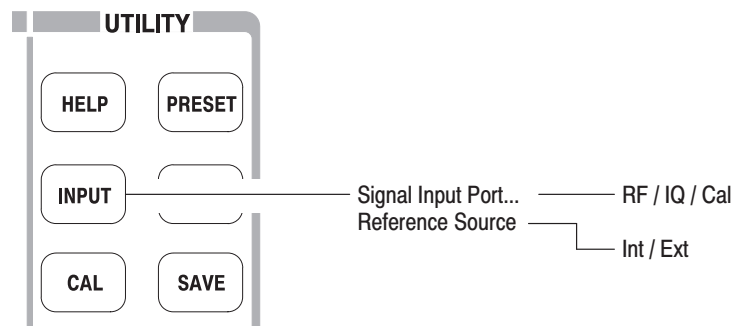 UTILITY
HELP PRESET
INPUT Signal Input Port... RF / IQ / Cal
Reference Source
Int / Ext
CAL SAVE